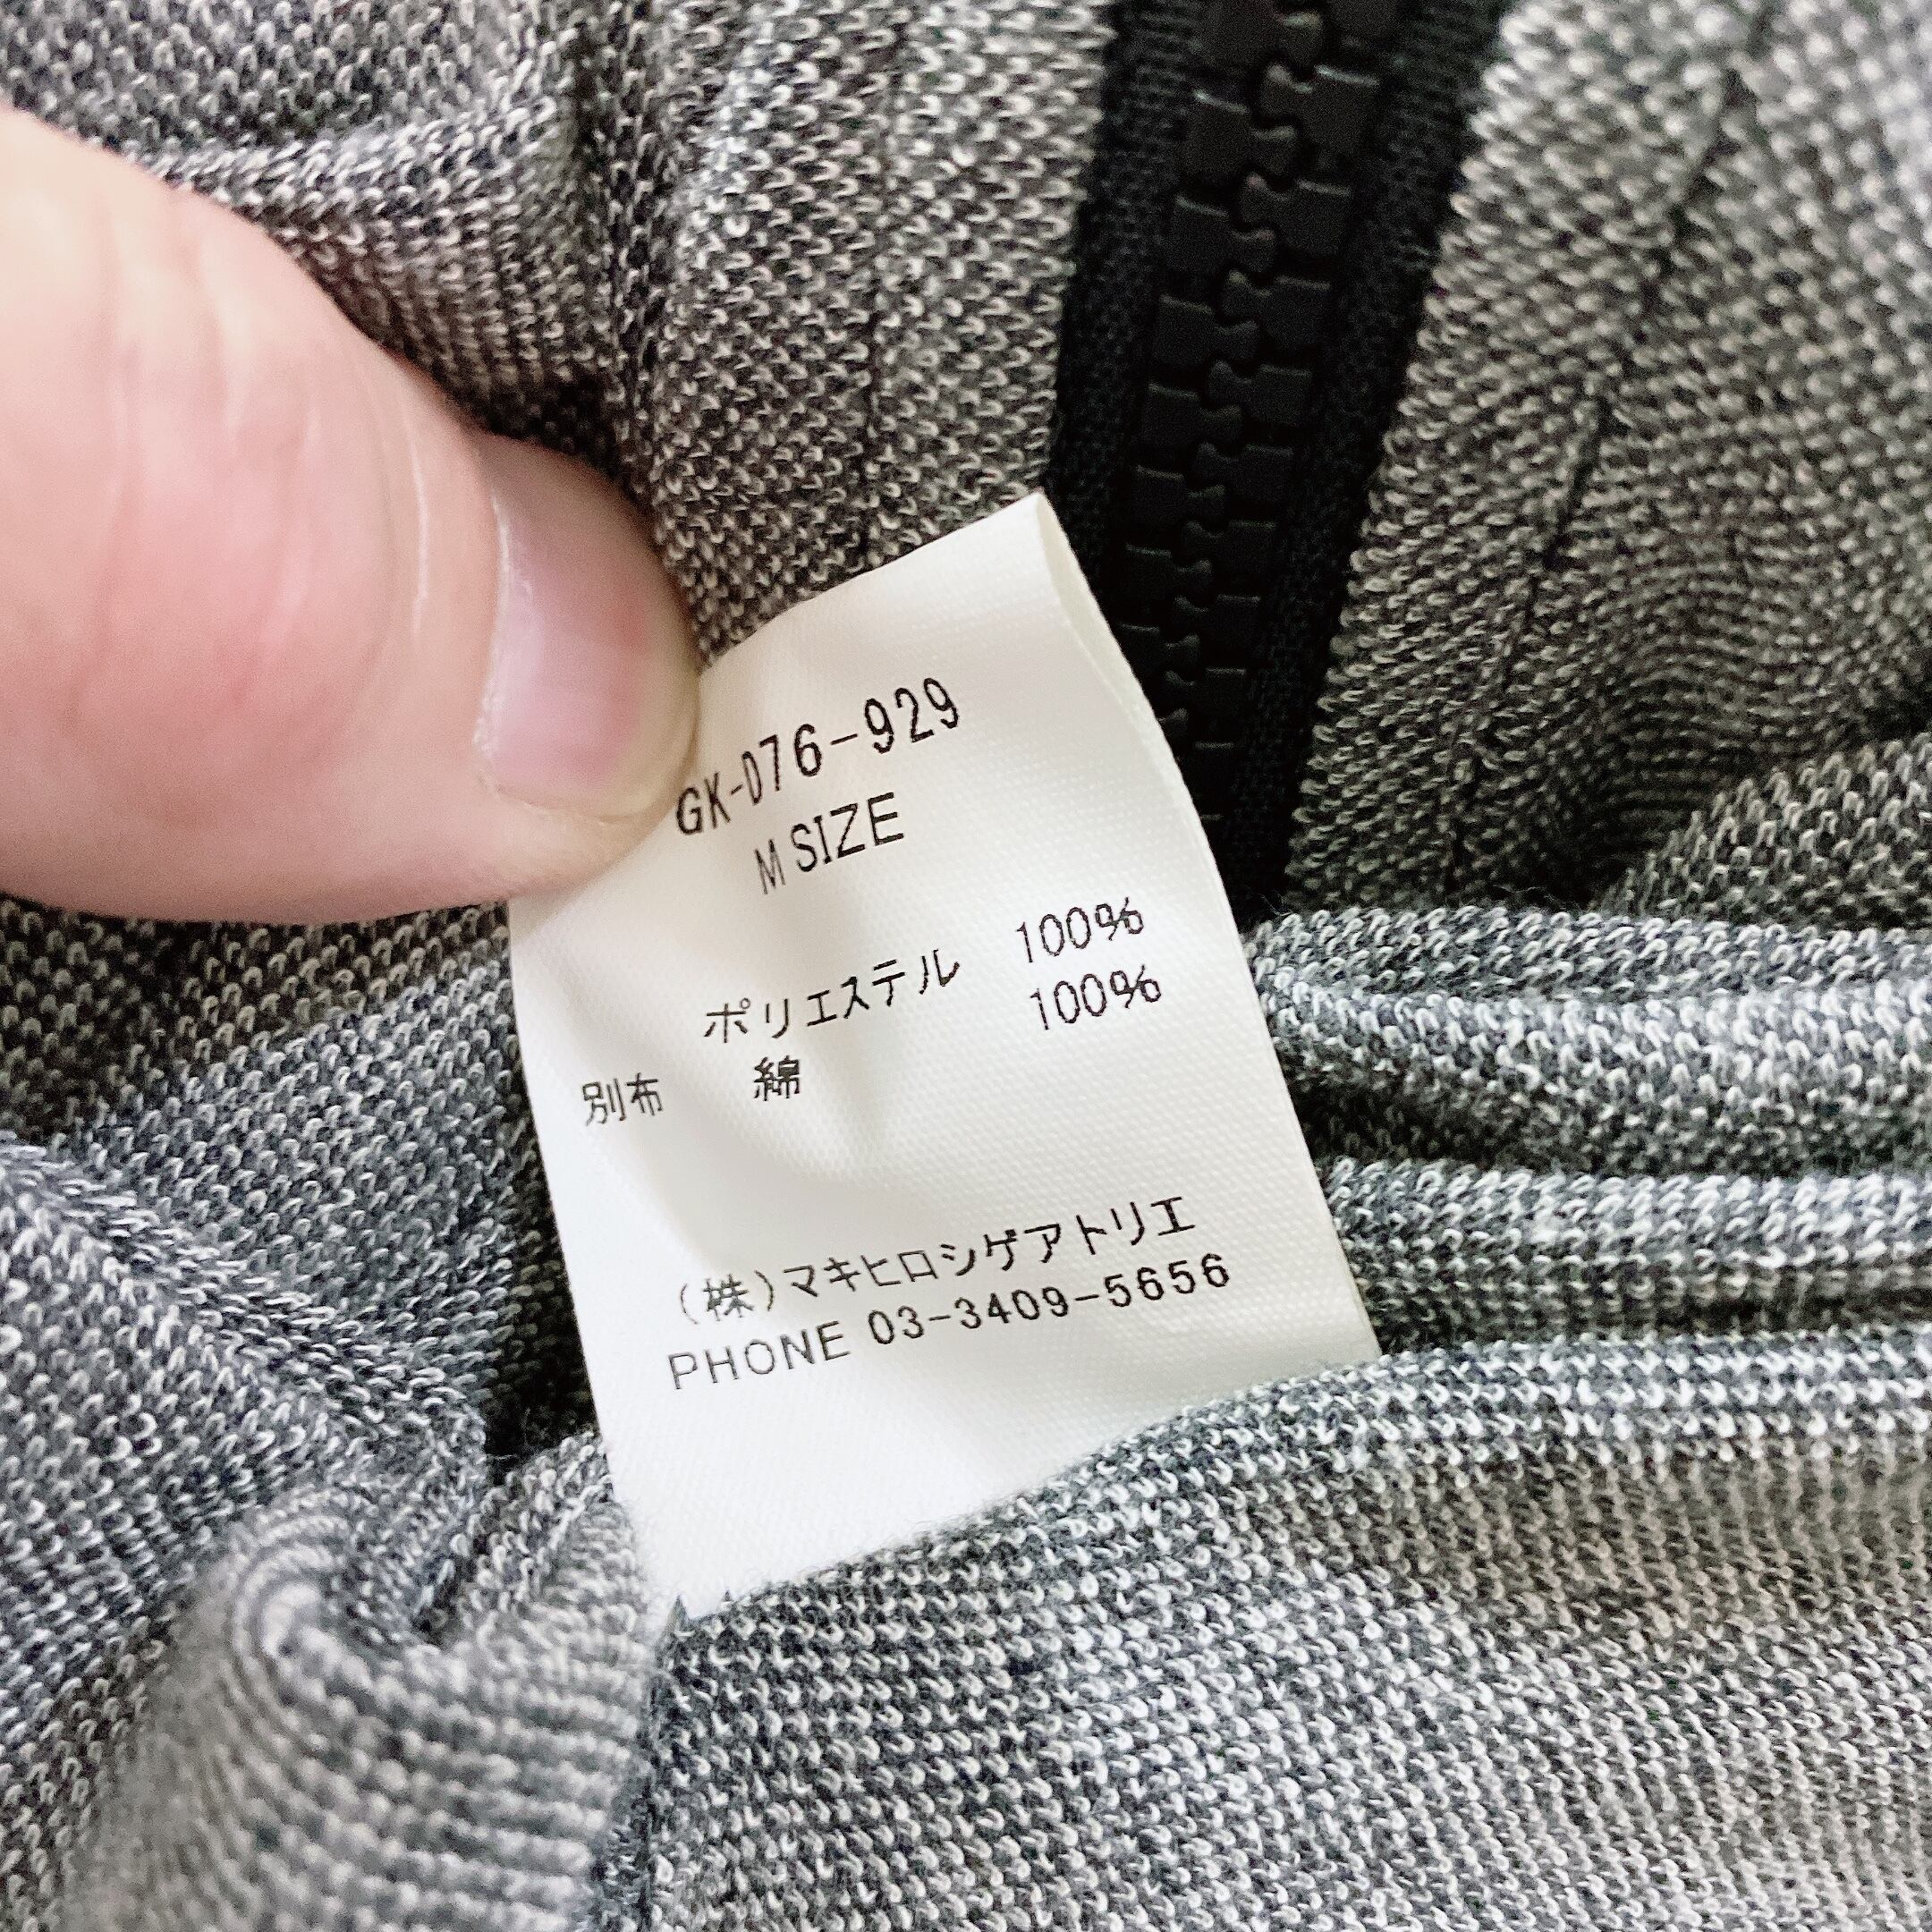 GK-D76-929
M SIZE
ポリエステル 100%
別布 綿 100%
(株)マキヒロシゲアトリエ
PHONE 03-3409-5656